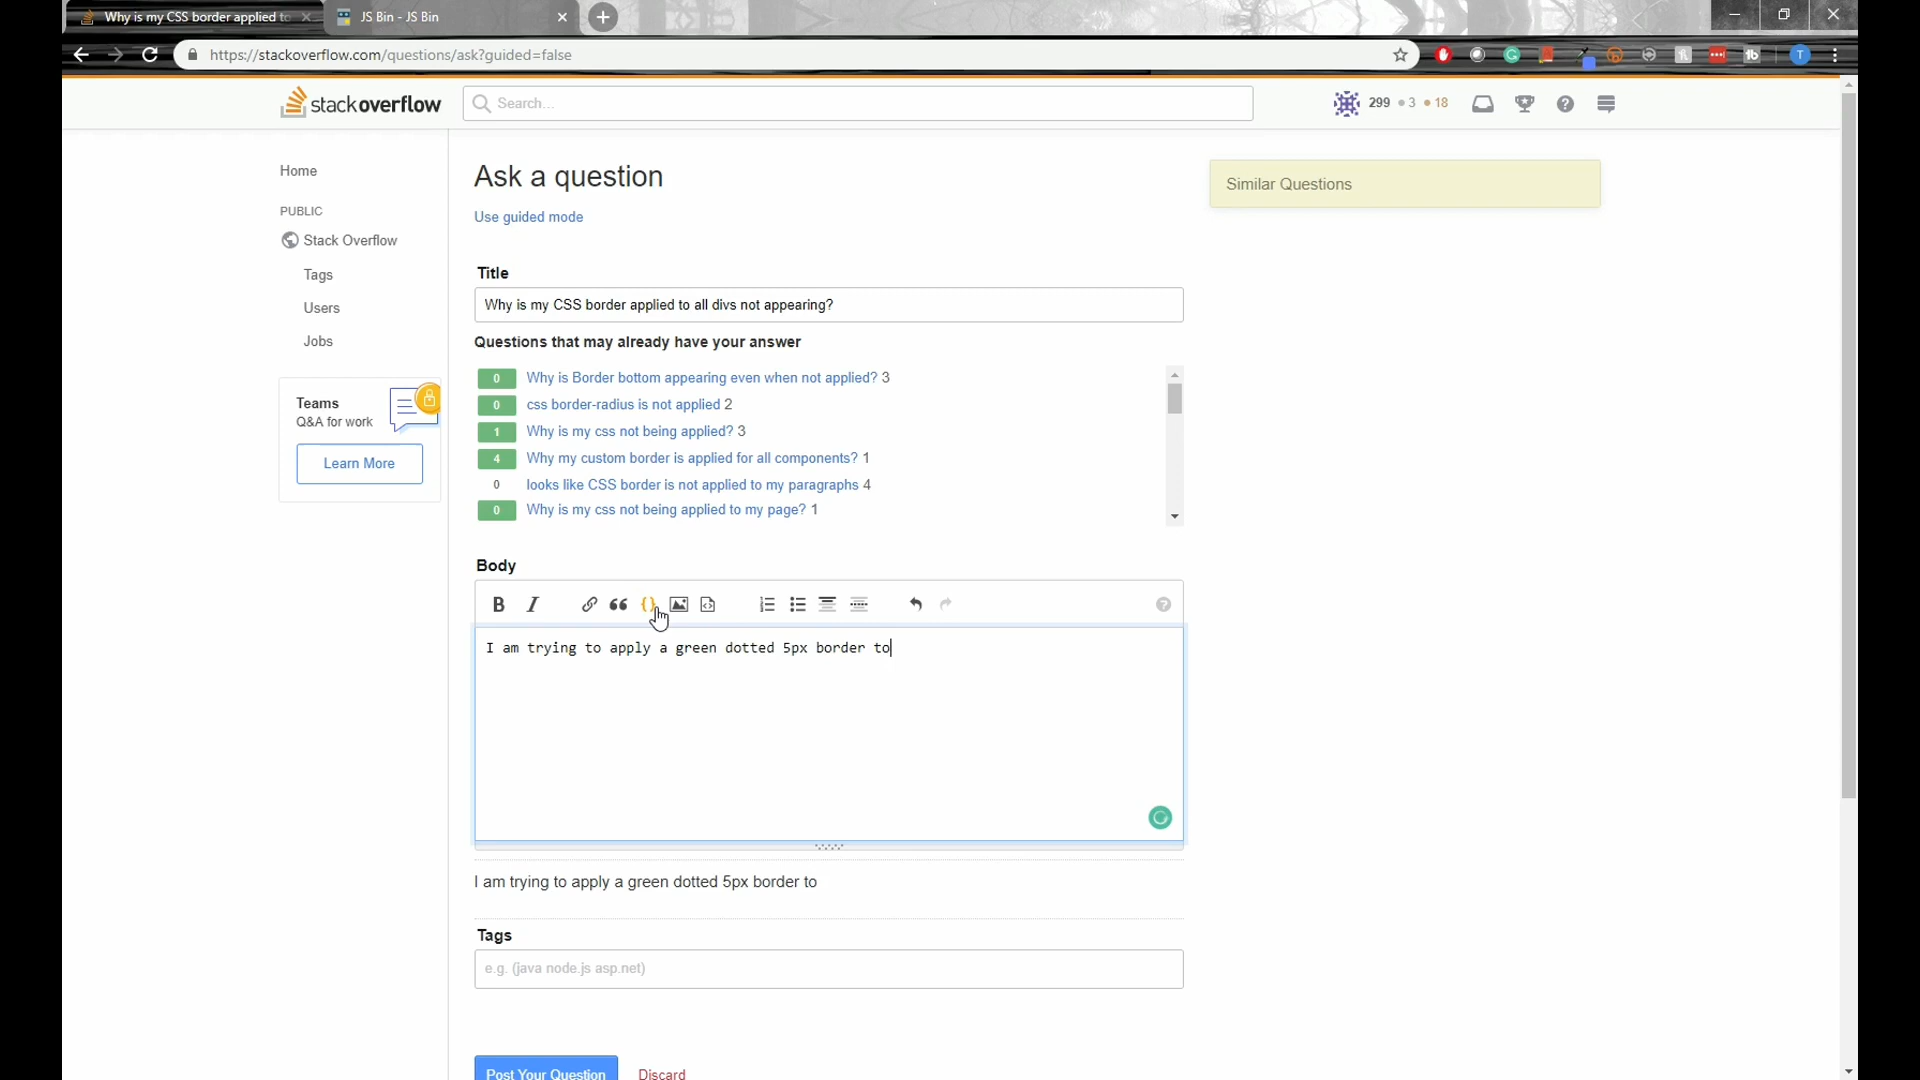 Why is my CSS border applied to
JS Bin - JS Bin
https://stackoverflow.com/questions/ask?guided=false
T
stackoverflow
Search...
299 3 18
Home
PUBLIC
Stack Overflow
Tags
Users
Jobs
Teams
Q&A for work
Learn More
Ask a question
Use guided mode
Similar Questions
Title
Why is my CSS border applied to all divs not appearing?
Questions that may already have your answer
0 Why is Border bottom appearing even when not applied? 3
0 css border-radius is not applied 2
1 Why is my css not being applied? 3
4 Why my custom border is applied for all components? 1
0 looks like CSS border is not applied to my paragraphs 4
0 Why is my css not being applied to my page? 1
Body
B I
I am trying to apply a green dotted 5px border to
I am trying to apply a green dotted 5px border to
Tags
e.g. (java node.js asp.net)
Post Your Question Discard